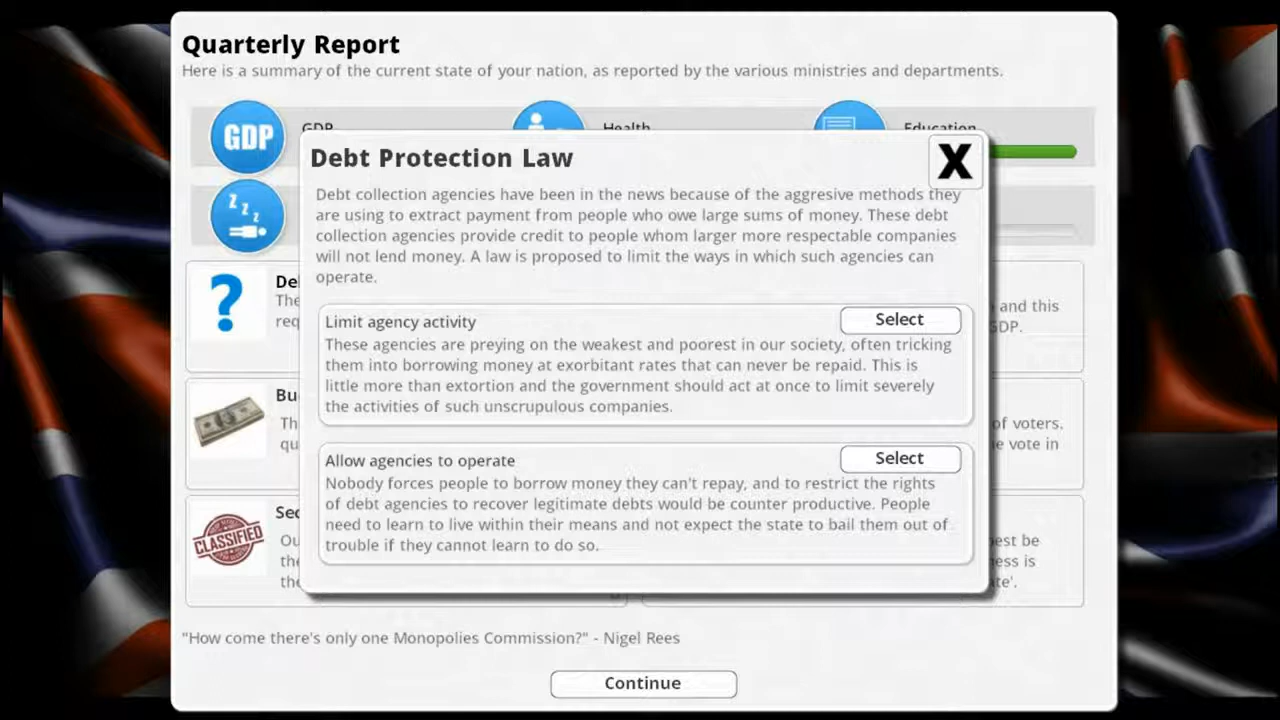 Quarterly Report
Here is a summary of the current state of your nation, as reported by the various ministries and departments.
GDP
GDP
Health
Education
Z Z Z
Debt Protection Law
X
Debt collection agencies have been in the news because of the aggresive methods they
are using to extract payment from people who owe large sums of money. These debt
collection agencies provide credit to people whom larger more respectable companies
will not lend money. A law is proposed to limit the ways in which such agencies can
operate.
Limit agency activity
Select
These agencies are preying on the weakest and poorest in our society, often tricking
them into borrowing money at exorbitant rates that can never be repaid. This is
little more than extortion and the government should act at once to limit severely
the activities of such unscrupulous companies.
Allow agencies to operate
Select
Nobody forces people to borrow money they can't repay, and to restrict the rights
of debt agencies to recover legitimate debts would be counter productive. People
need to learn to live within their means and not expect the state to bail them out of
trouble if they cannot learn to do so.
?
and this
GDP.
of voters.
vote in
CLASSIFIED
be
is
"How come there's only one Monopolies Commission?" - Nigel Rees
Continue